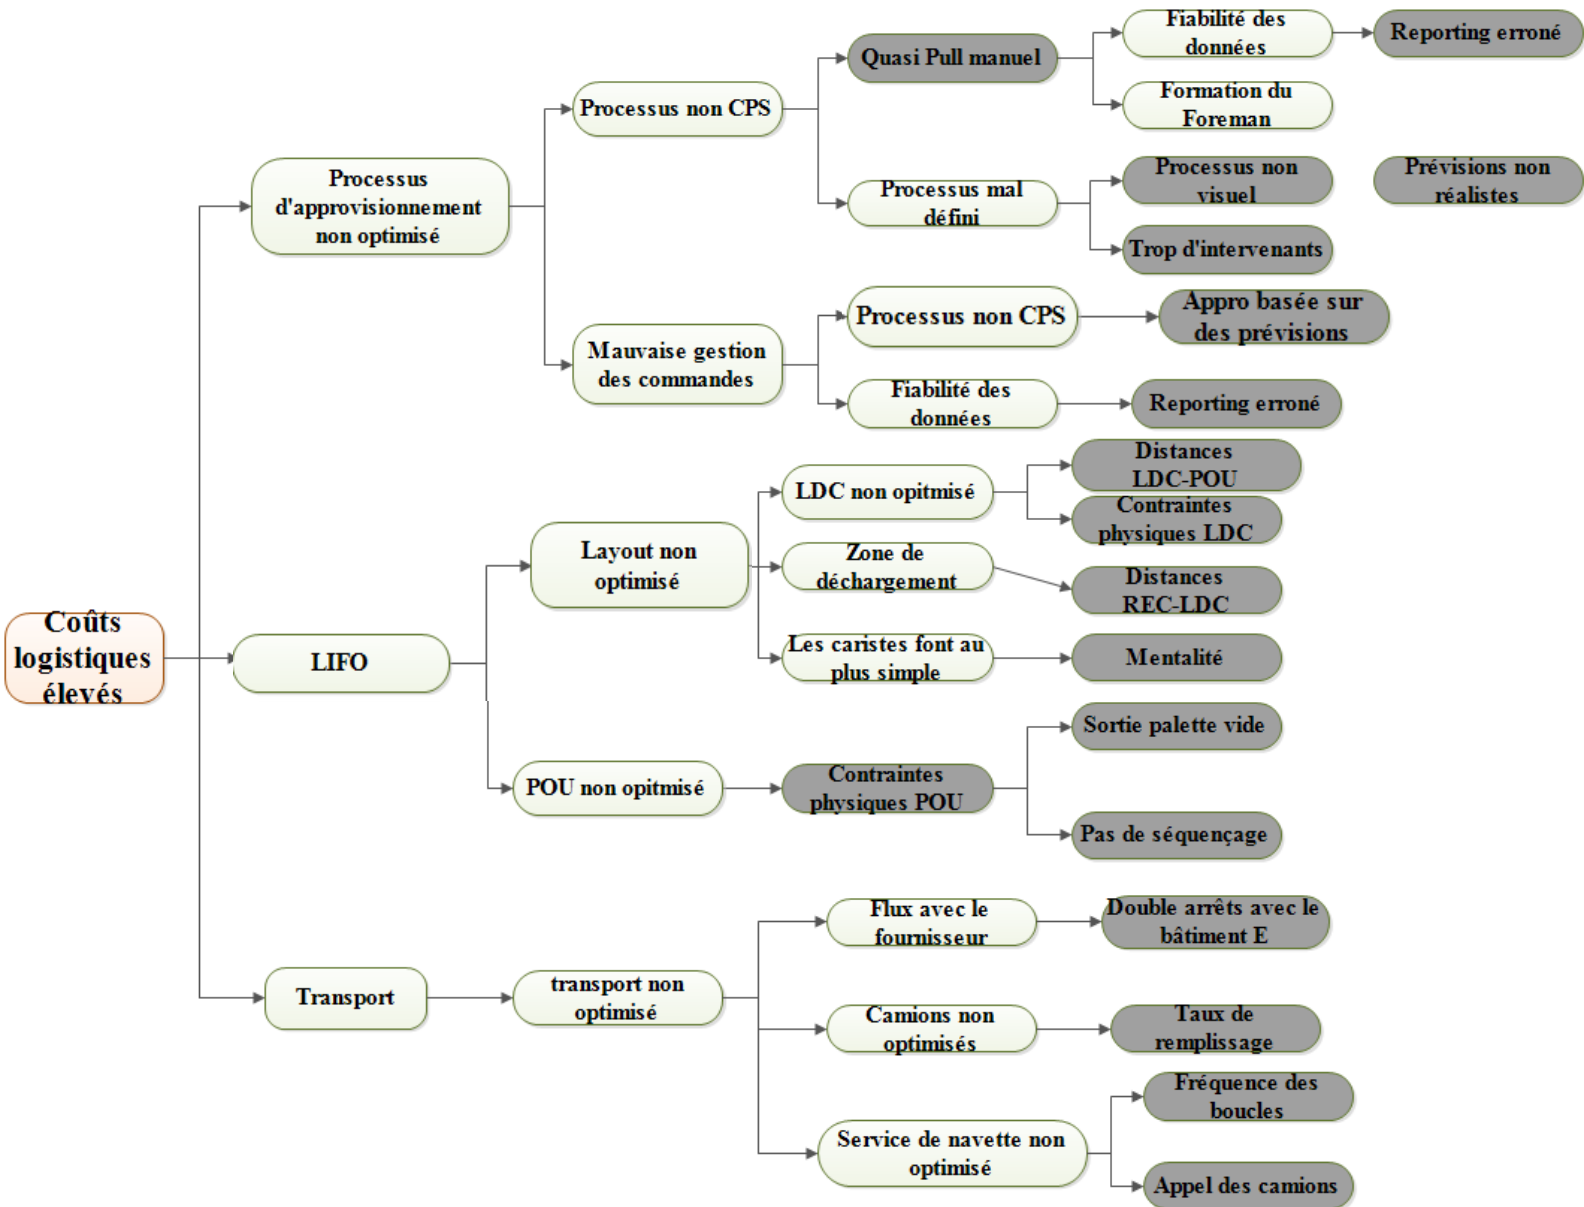 Coûts
logistiques
élevés
Processus
d'approvisionnement
non optimisé
Processus non CPS
Quasi Pull manuel
Fiabilité des
données
Reporting erroné
Formation du
Foreman
Processus mal
défini
Processus non
visuel
Prévisions non
réalistes
Trop d'intervenants
Mauvaise gestion
des commandes
Processus non CPS
Appro basée sur
des prévisions
Fiabilité des
données
Reporting erroné
LIFO
Layout non
optimisé
LDC non opitmisé
Distances
LDC-POU
Contraintes
physiques LDC
Zone de
déchargement
Distances
REC-LDC
Les caristes font au
plus simple
Mentalité
POU non opitmisé
Contraintes
physiques POU
Sortie palette vide
Pas de séquençage
Transport
transport non
optimisé
Flux avec le
fournisseur
Double arrêts avec le
bâtiment E
Camions non
optimisés
Taux de
remplissage
Service de navette non
optimisé
Fréquence des
boucles
Appel des camions